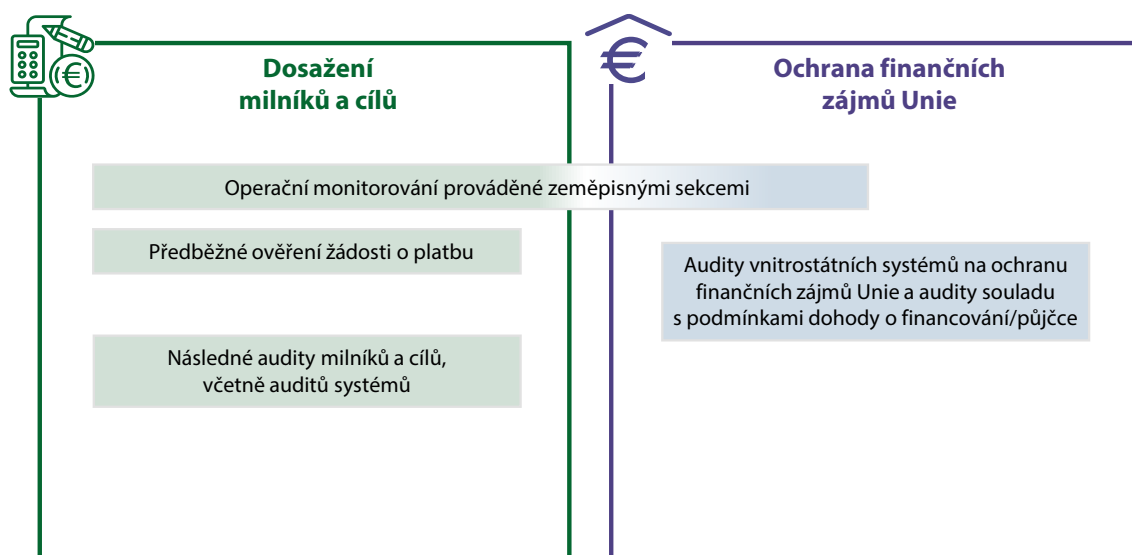 Dosažení
milníků a cílů
Ochrana finančních
zájmů Unie
Operační monitorování prováděné zeměpisnými sekcemi
Předběžné ověření žádosti o platbu
Audity vnitrostátních systémů na ochranu
finančních zájmů Unie a audity souladu
s podmínkami dohody o financování/půjčce
Následné audity milníků a cílů,
včetně auditů systémů